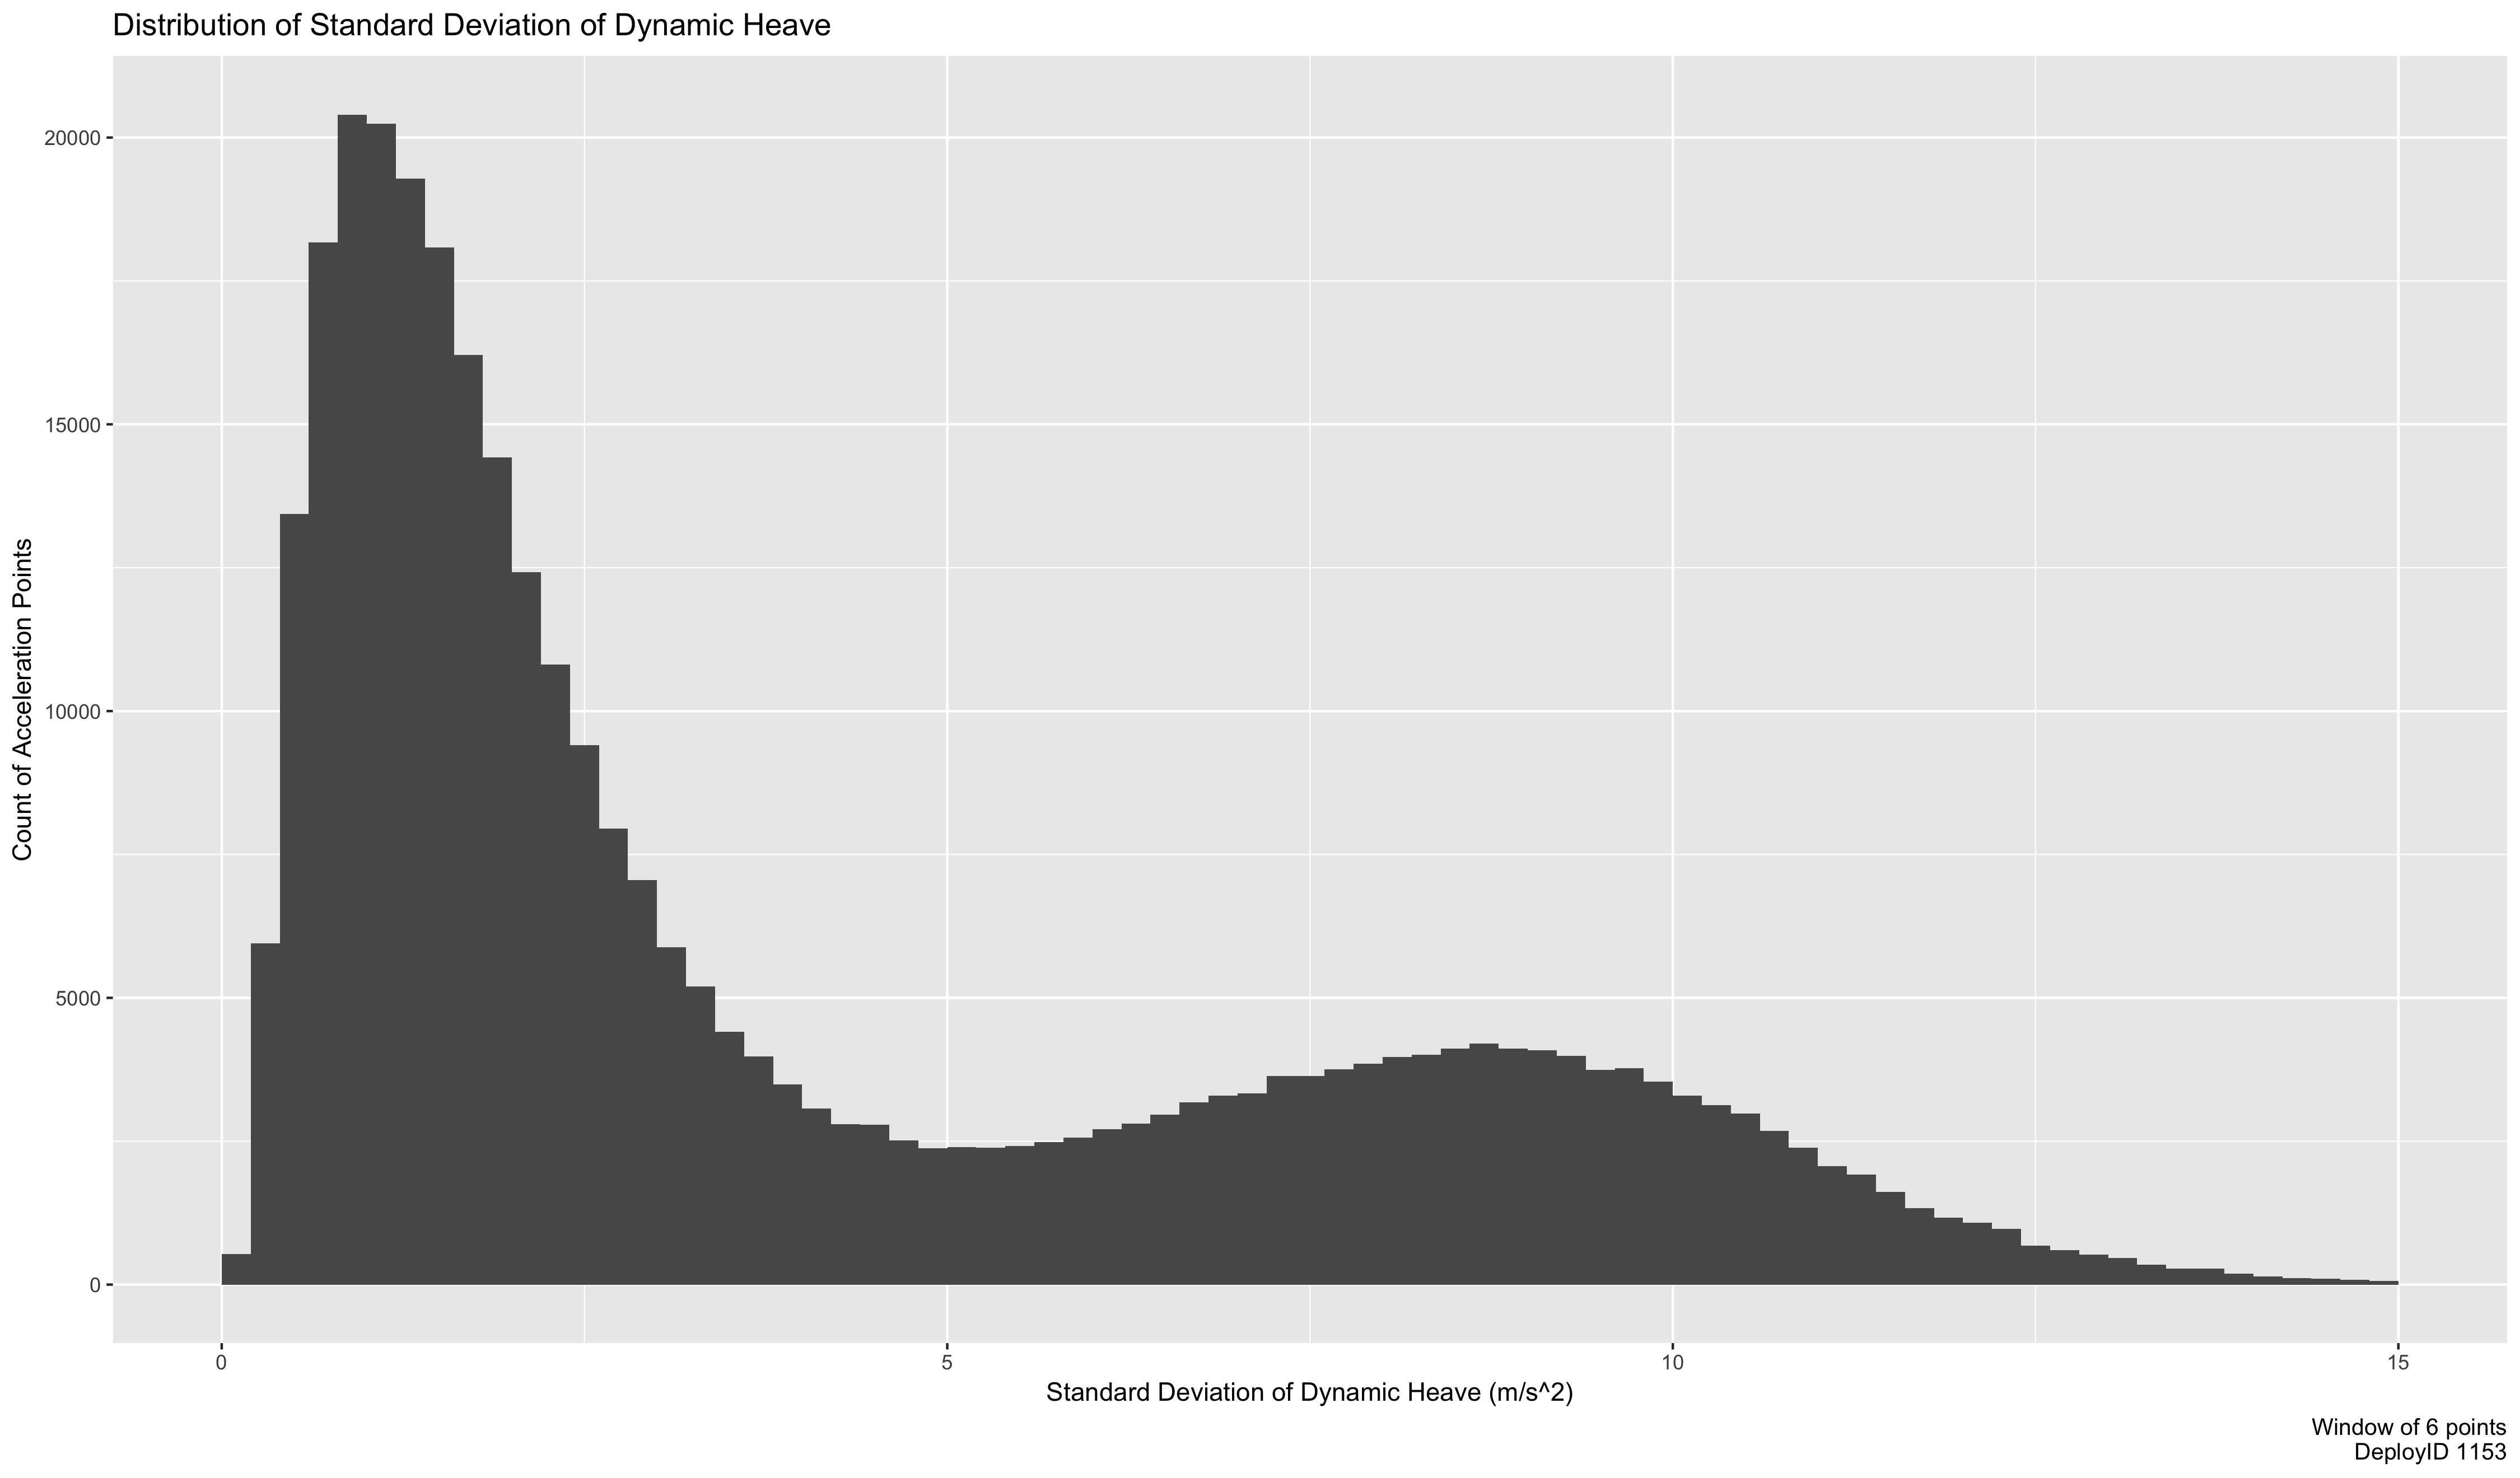 Distribution of Standard Deviation of Dynamic Heave
Count of Acceleration Points
20000
15000
10000
5000
0
0
5
10
15
Standard Deviation of Dynamic Heave (m/s^2)
Window of 6 points
DeployID 1153